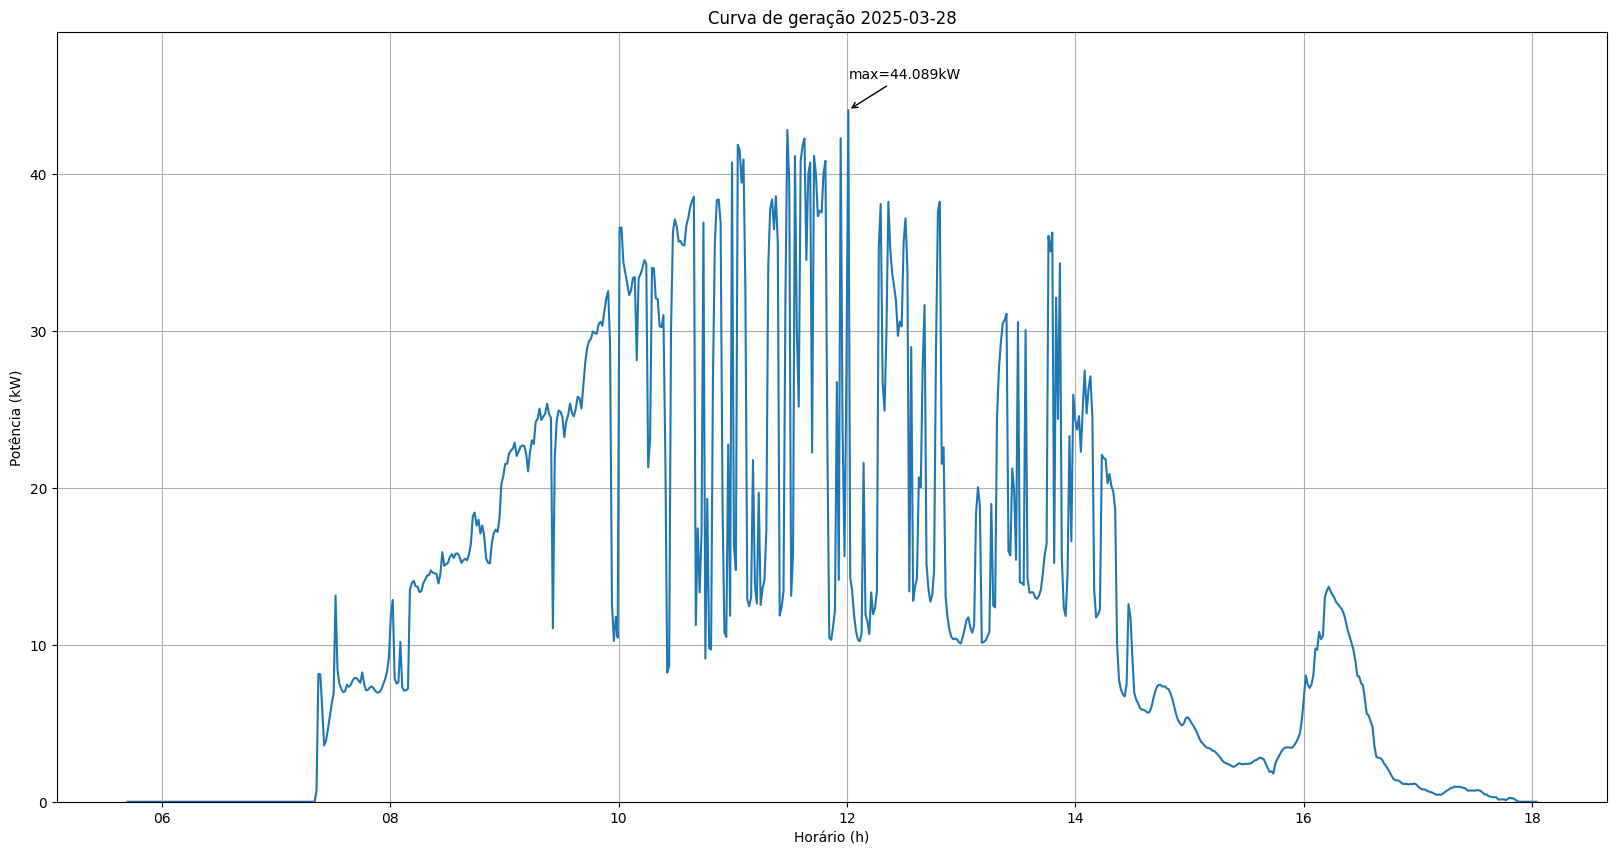 Curva de geração 2025-03-28
max=44.089kW
Potência (kW)
40
30
20
10
0
06 08 10 12 14 16 18
Horário (h)